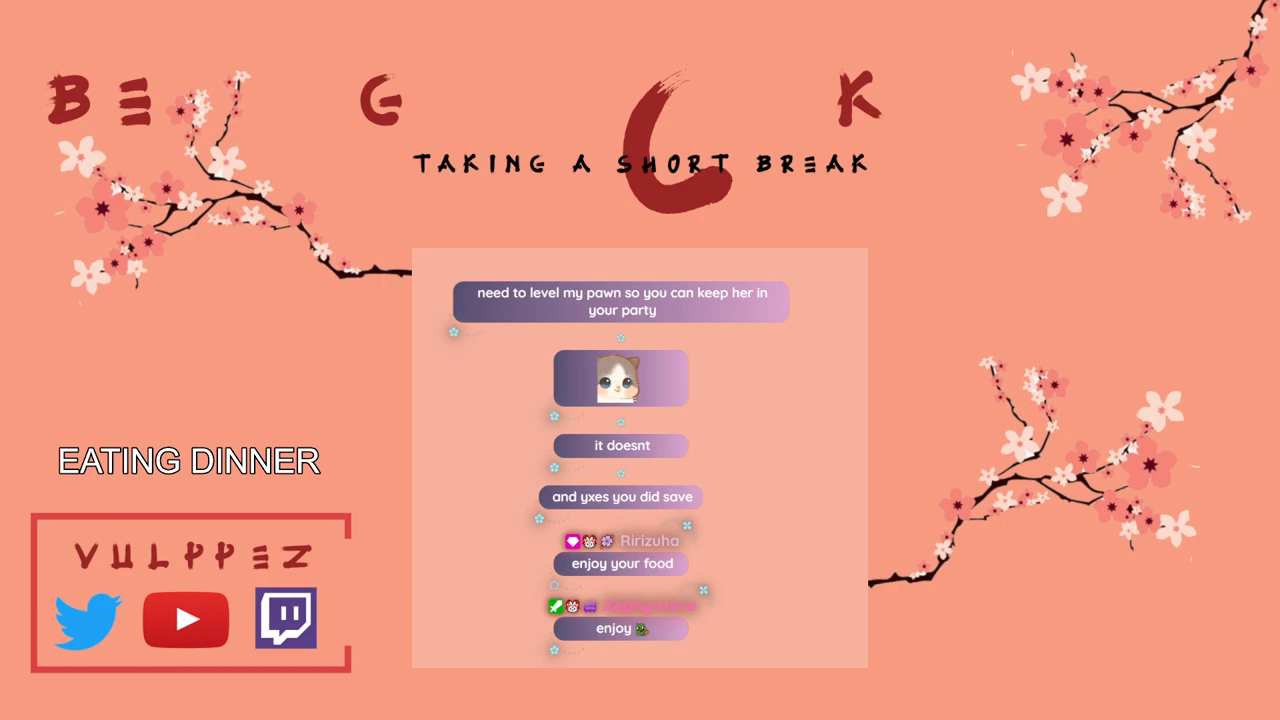 BE G C K
TAKING A SHORT BREAK
need to level my pawn so you can keep her in
your party
it doesnt
and yxes you did save
Ririzuha
enjoy your food
enjoy
EATING DINNER
VULPPEZ